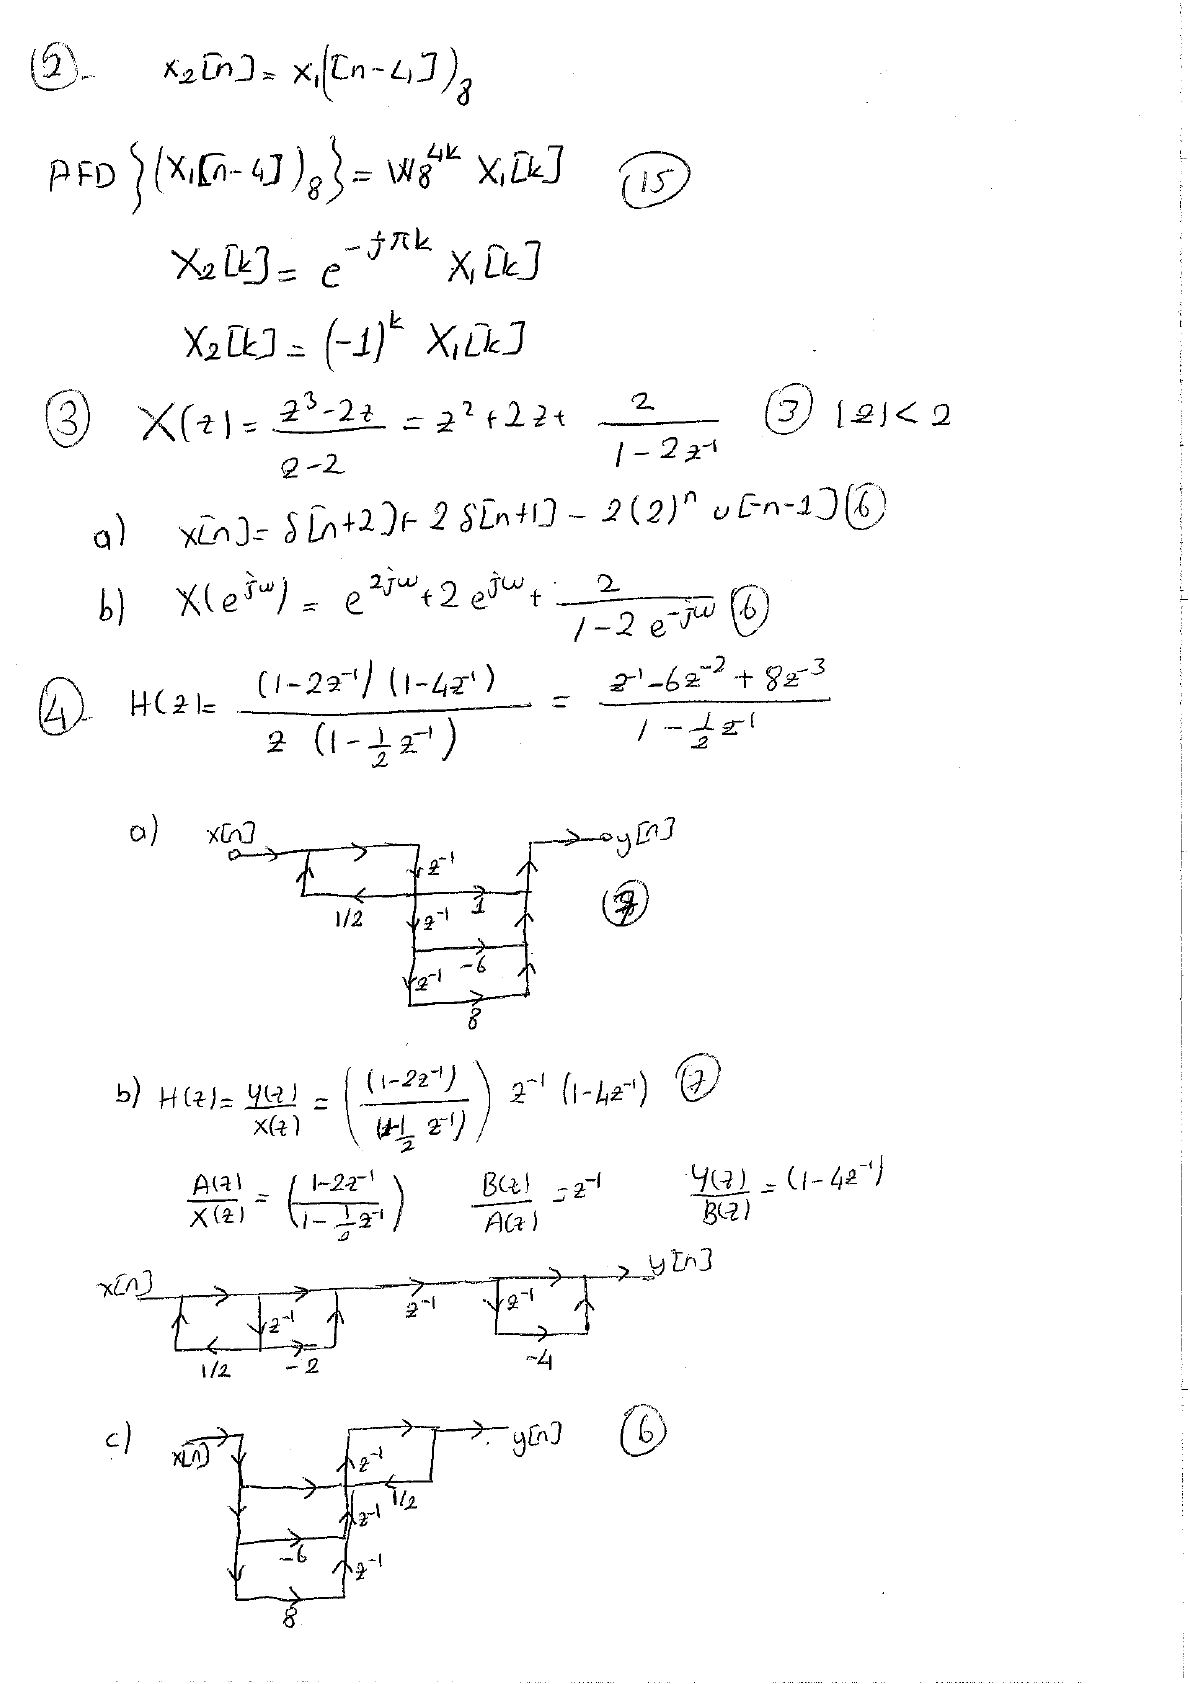 (2)- x₂[n] = x₁([n-4])₈
AFD {(x₁[n-4])₈} = W₈^{4k} X₁[k] (15)
X₂[k] = e^{-jπk} X₁[k]
X₂[k] = (-1)^k X₁[k]
(3) X(z) = (z³-2z)/(z-2) = z²+2z+ 2/(1-2z⁻¹) (3) |z| < 2
a) x[n] = δ[n+2]+ 2δ[n+1] - 2(2)ⁿ u[-n-1] (6)
b) X(e^{jω}) = e^{2jω}+2e^{jω}+ 2/(1-2e^{-jω}) (6)
(4)- H(z) = (1-2z⁻¹)(1-4z⁻¹)/(z(1-½z⁻¹)) = (z⁻¹-6z⁻²+8z⁻³)/(1-½z⁻¹)
a) x[n] y[n]
z⁻¹
1/2 1 (7)
z⁻¹
-6
z⁻¹
8
b) H(z) = Y(z)/X(z) = ((1-2z⁻¹)/(1-½z⁻¹)) z⁻¹ (1-4z⁻¹) (7)
A(z)/X(z) = ((1-2z⁻¹)/(1-½z⁻¹)) B(z)/A(z) = z⁻¹ Y(z)/B(z) = (1-4z⁻¹)
x[n] y[n]
z⁻¹ z⁻¹ z⁻¹
1/2 -2 -4
c) x[n] y[n] (6)
z⁻¹
1/2
z⁻¹
-6
z⁻¹
8